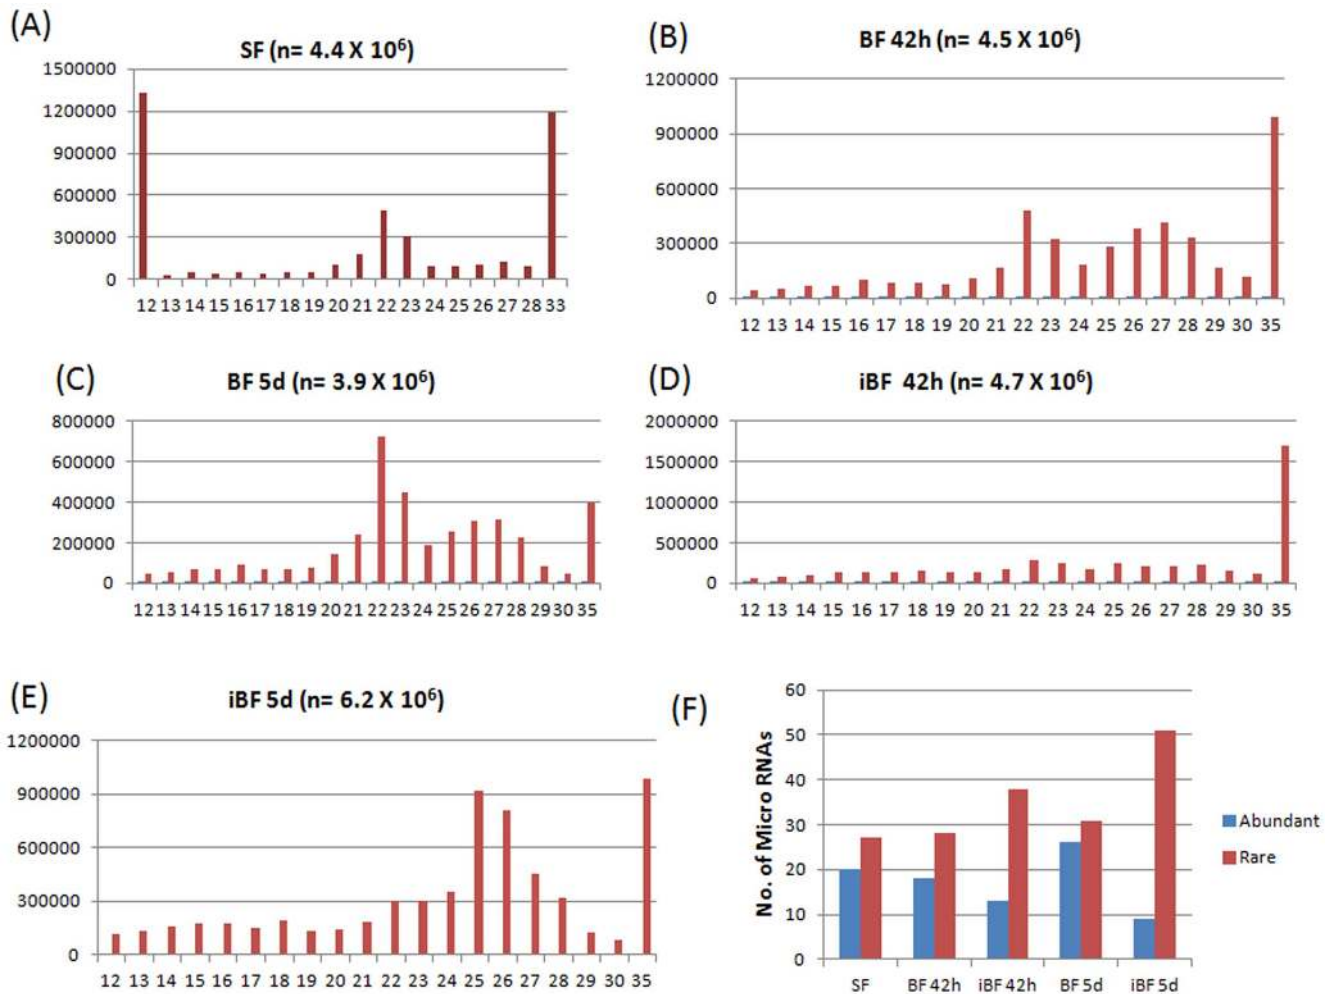 (A)
SF (n= 4.4 X 10⁶)
1500000
1200000
900000
600000
300000
0
12 13 14 15 16 17 18 19 20 21 22 23 24 25 26 27 28 33
(B)
BF 42h (n= 4.5 X 10⁶)
1200000
900000
600000
300000
0
12 13 14 15 16 17 18 19 20 21 22 23 24 25 26 27 28 29 30 35
(C)
BF 5d (n= 3.9 X 10⁶)
800000
600000
400000
200000
0
12 13 14 15 16 17 18 19 20 21 22 23 24 25 26 27 28 29 30 35
(D)
iBF 42h (n= 4.7 X 10⁶)
2000000
1500000
1000000
500000
0
12 13 14 15 16 17 18 19 20 21 22 23 24 25 26 27 28 29 30 35
(E)
iBF 5d (n= 6.2 X 10⁶)
1200000
900000
600000
300000
0
12 13 14 15 16 17 18 19 20 21 22 23 24 25 26 27 28 29 30 35
(F)
No. of Micro RNAs
60
50
40
30
20
10
0
SF BF 42h iBF 42h BF 5d iBF 5d
Abundant
Rare